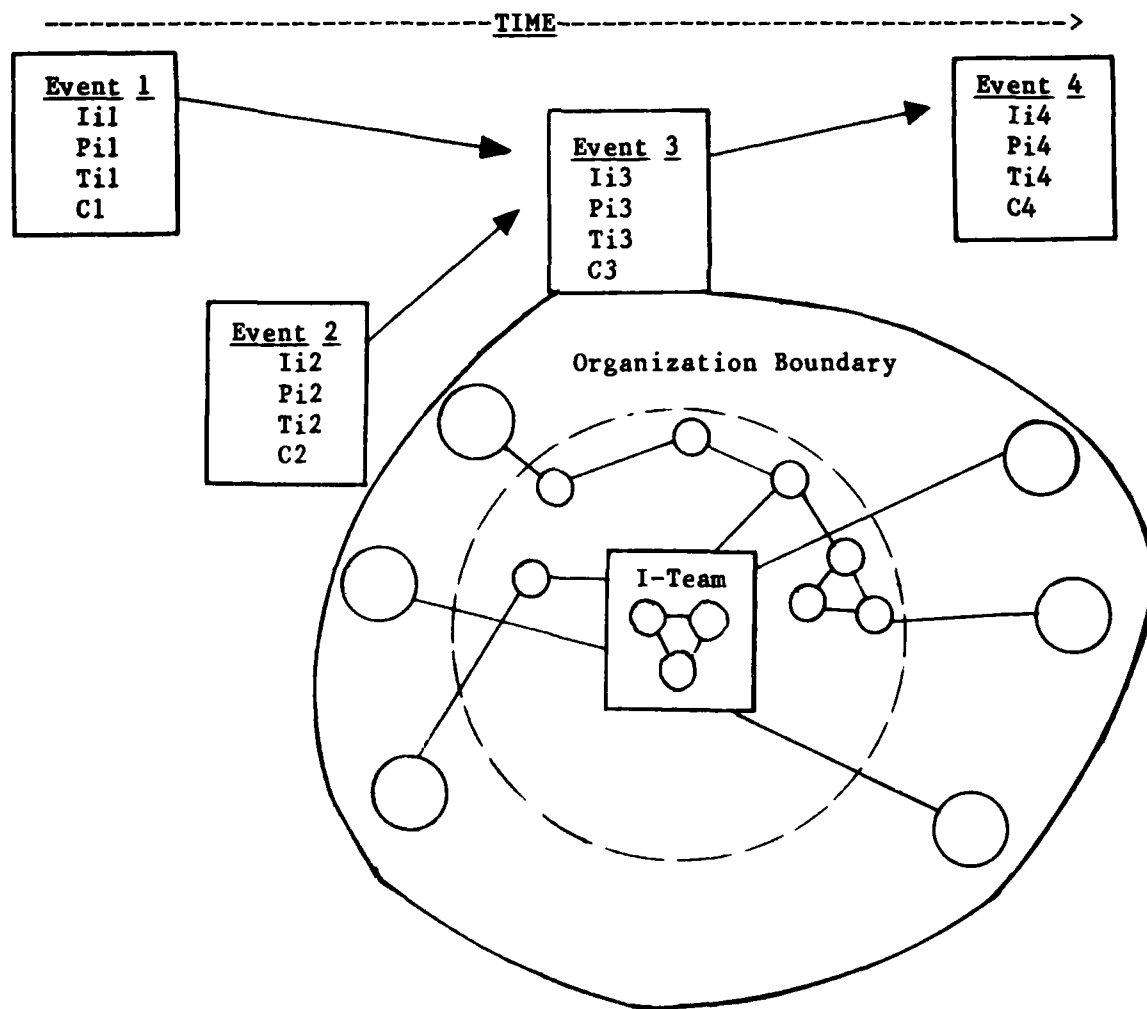 --------------------TIME------------------------------------->
Event 1
Ii1
Pi1
Ti1
C1
Event 2
Ii2
Pi2
Ti2
C2
Event 3
Ii3
Pi3
Ti3
C3
Event 4
Ii4
Pi4
Ti4
C4
Organization Boundary
I-Team